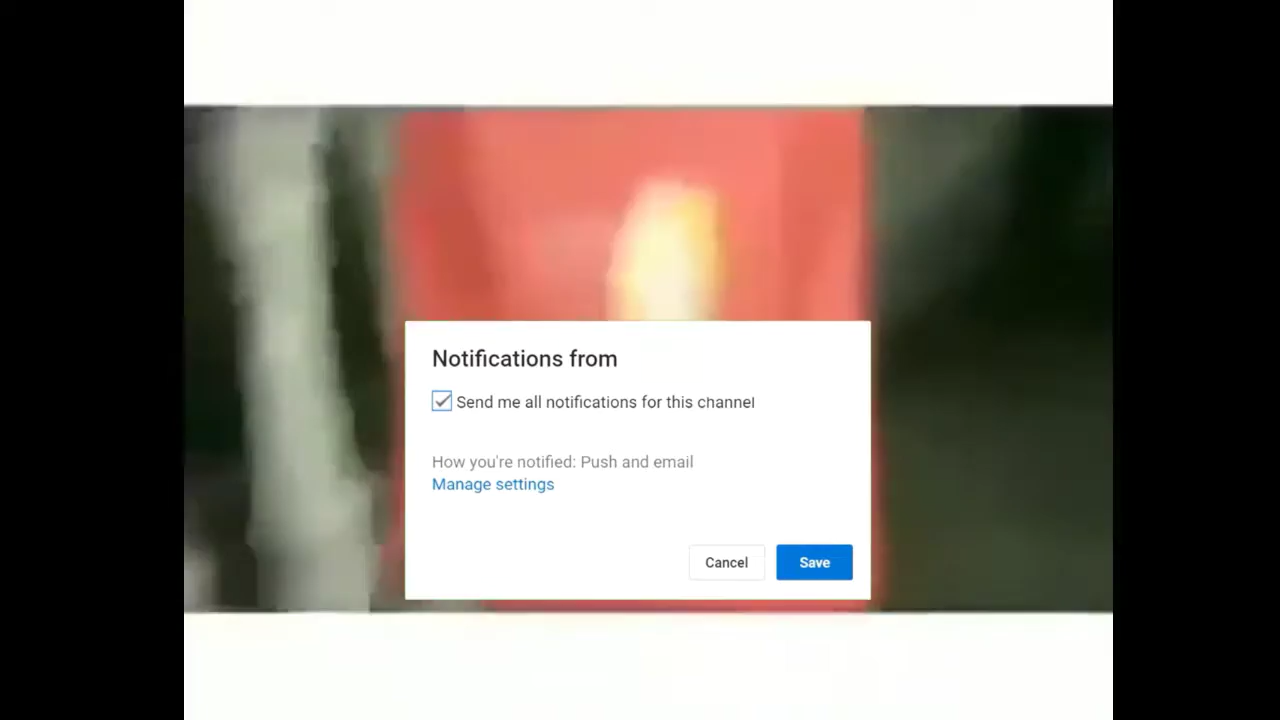 Notifications from
Send me all notifications for this channel
How you're notified: Push and email
Manage settings
Cancel
Save